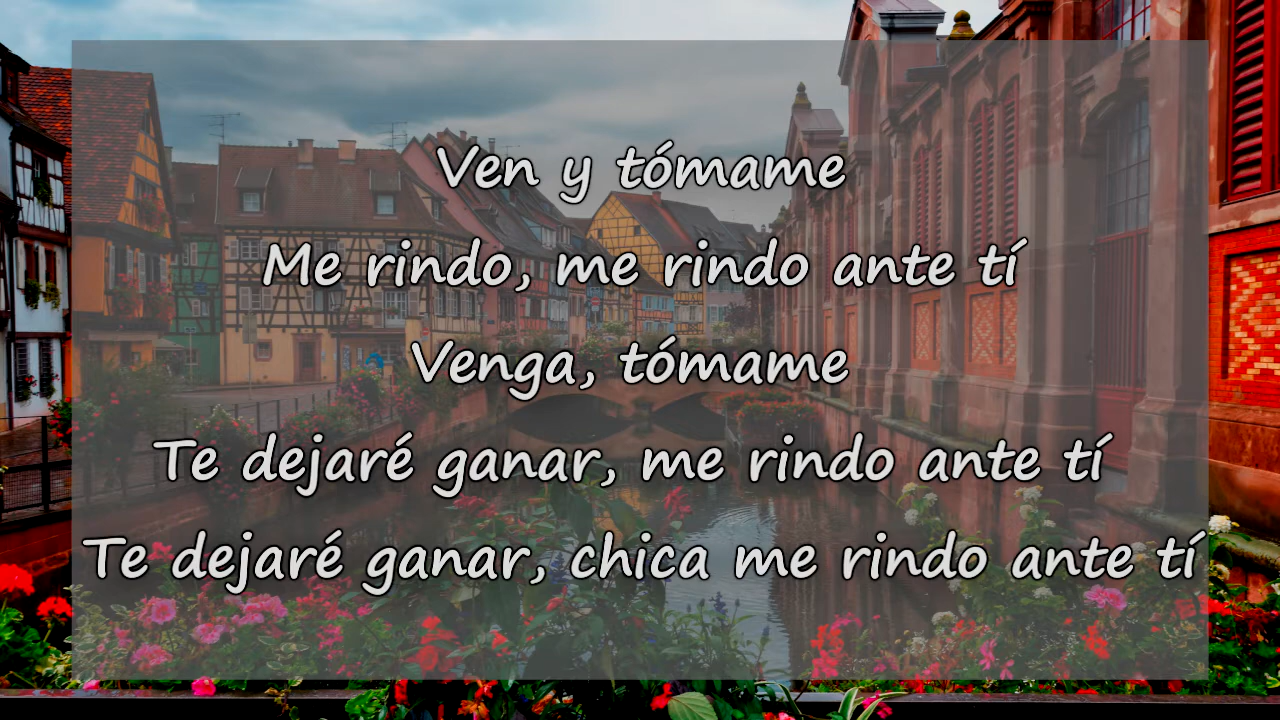 Ven y tómame
Me rindo, me rindo ante tí
Venga, tómame
Te dejaré ganar, me rindo ante tí
Te dejaré ganar, chica me rindo ante tí